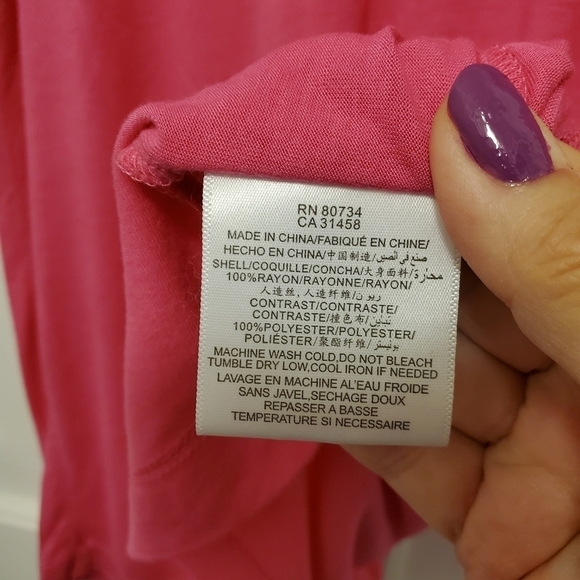 RN 80734
CA 31458
MADE IN CHINA/FABIQUÉ EN CHINE/
HECHO EN CHINA/中国制造/صنع في الصين/
SHELL/COQUILLE/CONCHA/大身面料/محارة/
100%RAYON/RAYONNE/RAYON/
人造丝, 人造纤维/ريون/
CONTRAST/CONTRASTE/
CONTRASTE/撞色布/تباين/
100%POLYESTER/POLYESTER/
POLIÉSTER/聚酯纤维/بوليستر/
MACHINE WASH COLD,DO NOT BLEACH
TUMBLE DRY LOW,COOL IRON IF NEEDED
LAVAGE EN MACHINE AL'EAU FROIDE
SANS JAVEL,SECHAGE DOUX
REPASSER A BASSE
TEMPERATURE SI NECESSAIRE